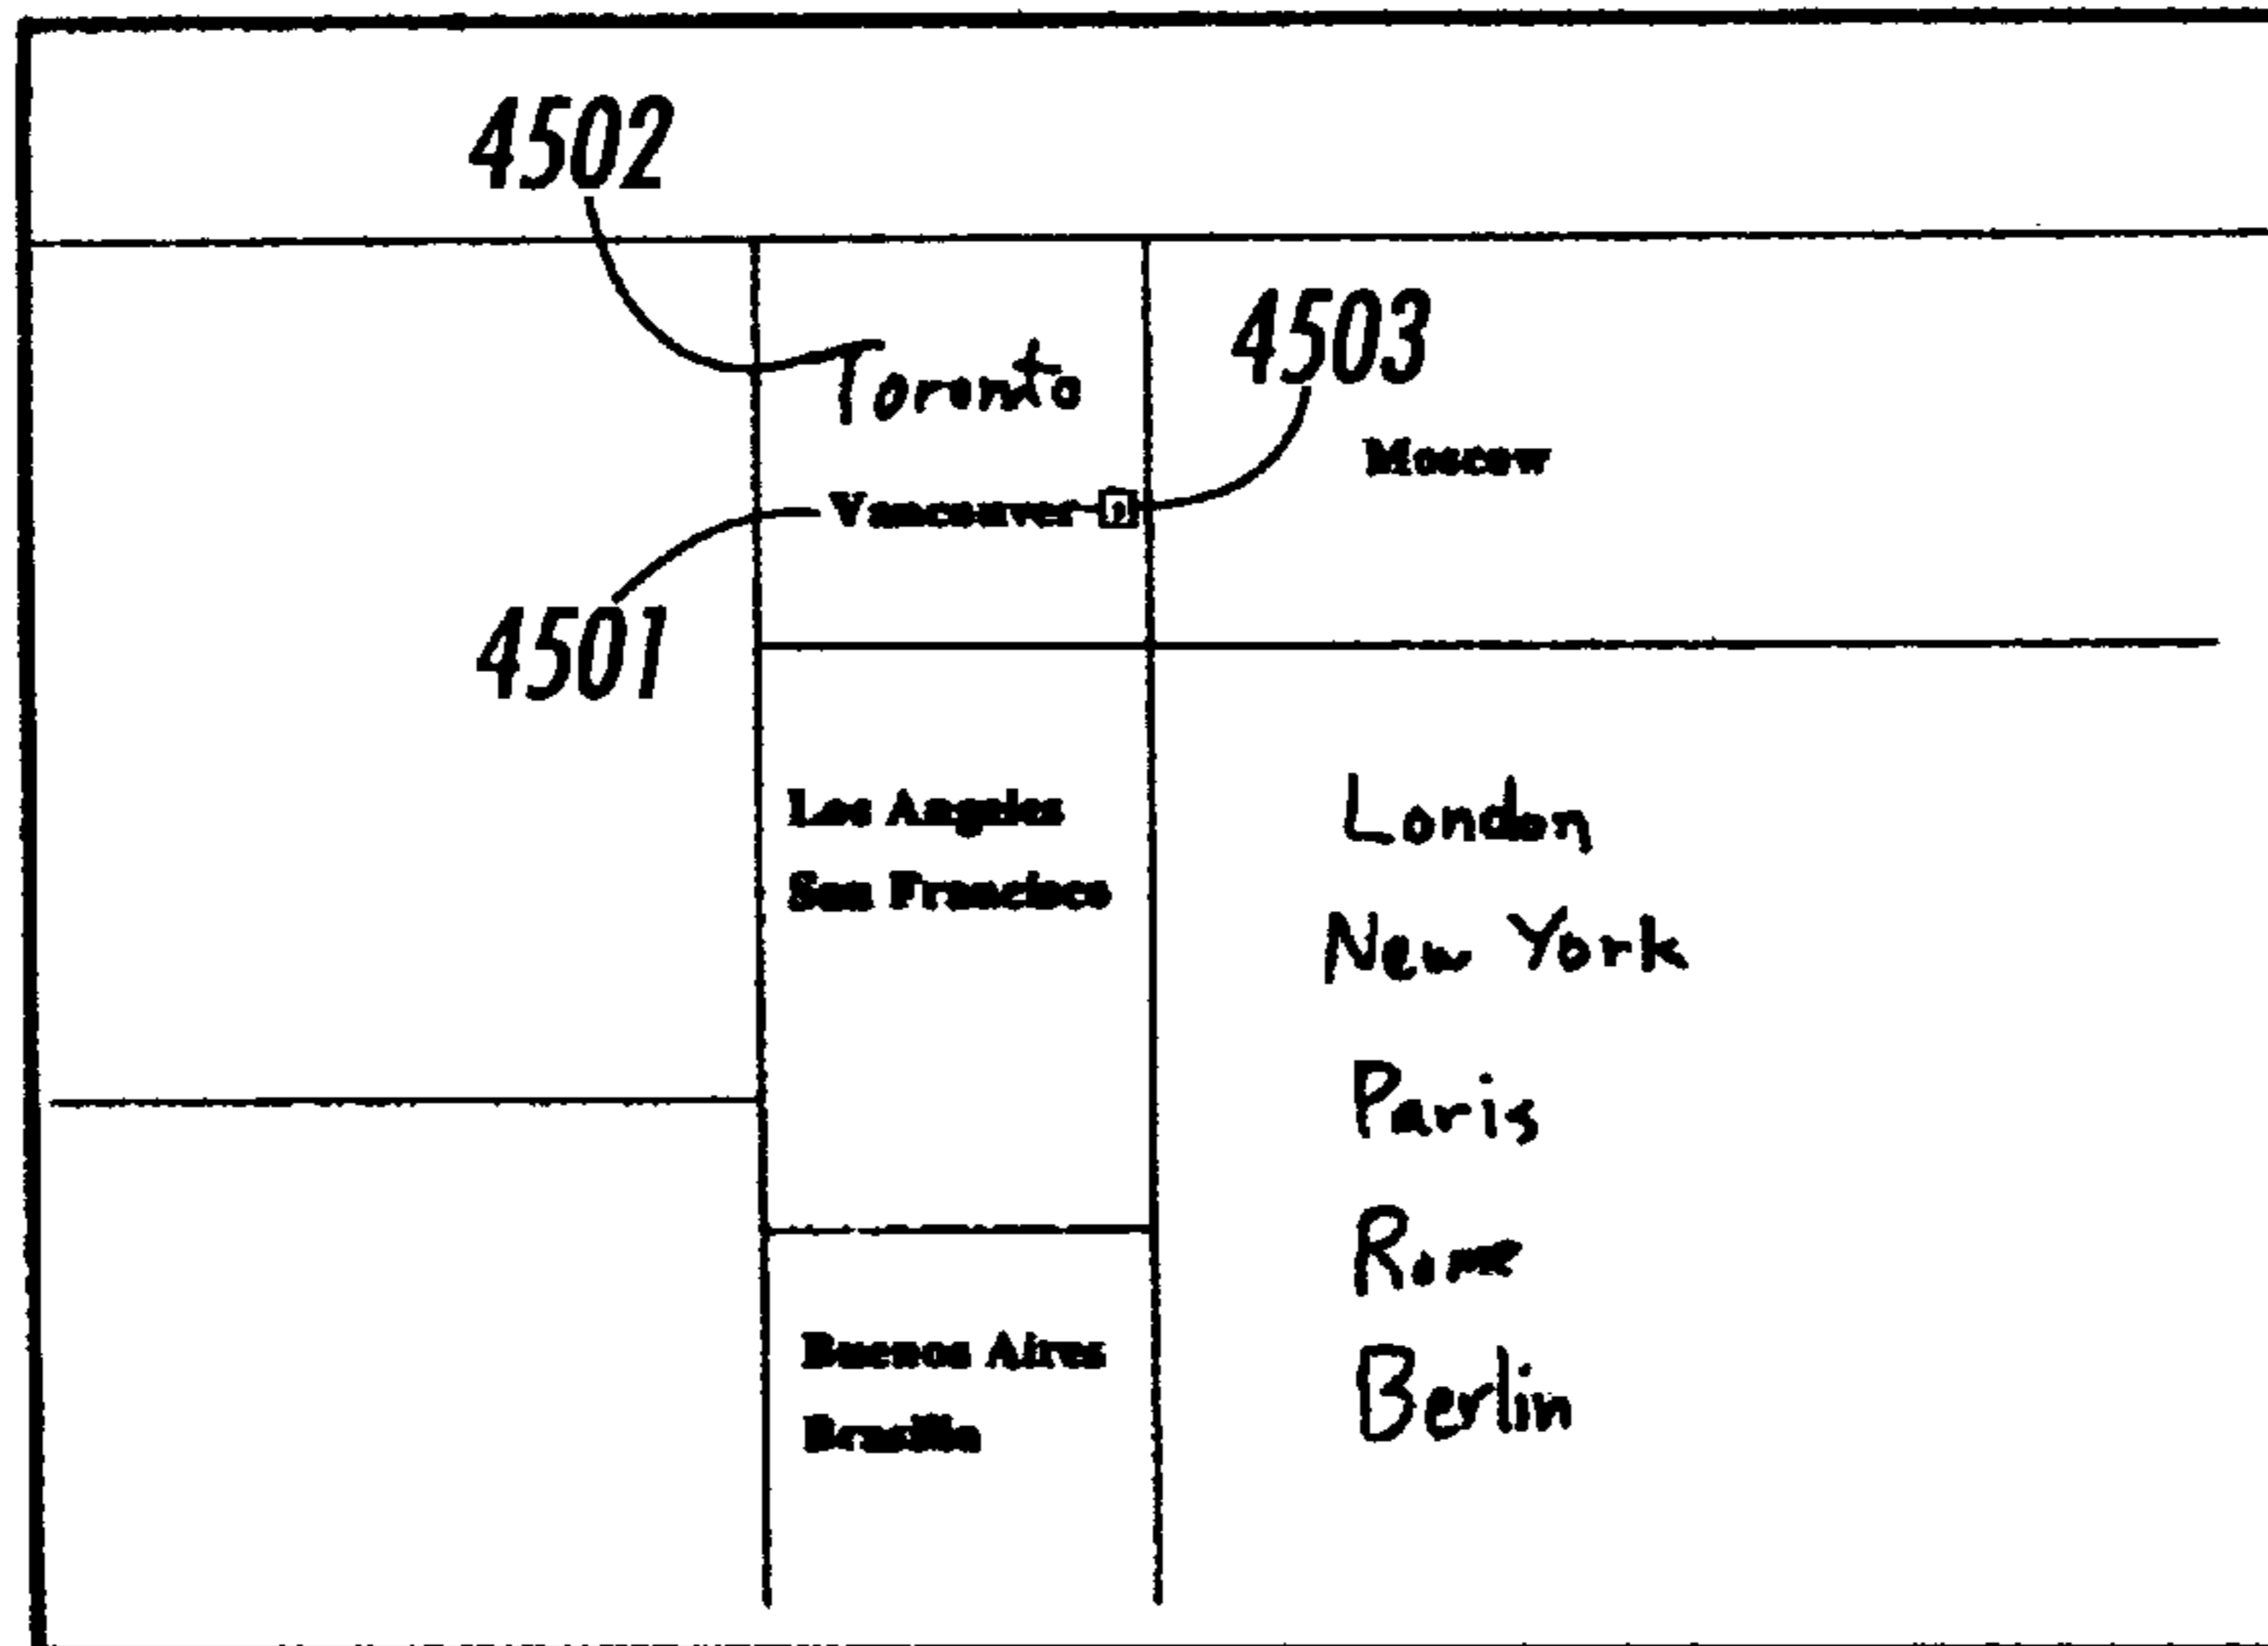 4502
Toronto
4503
Moscow
Vancouver
4501
Los Angeles
San Francisco
London
New York
Paris
Rome
Buenos Aires
Berlin
Brasilia